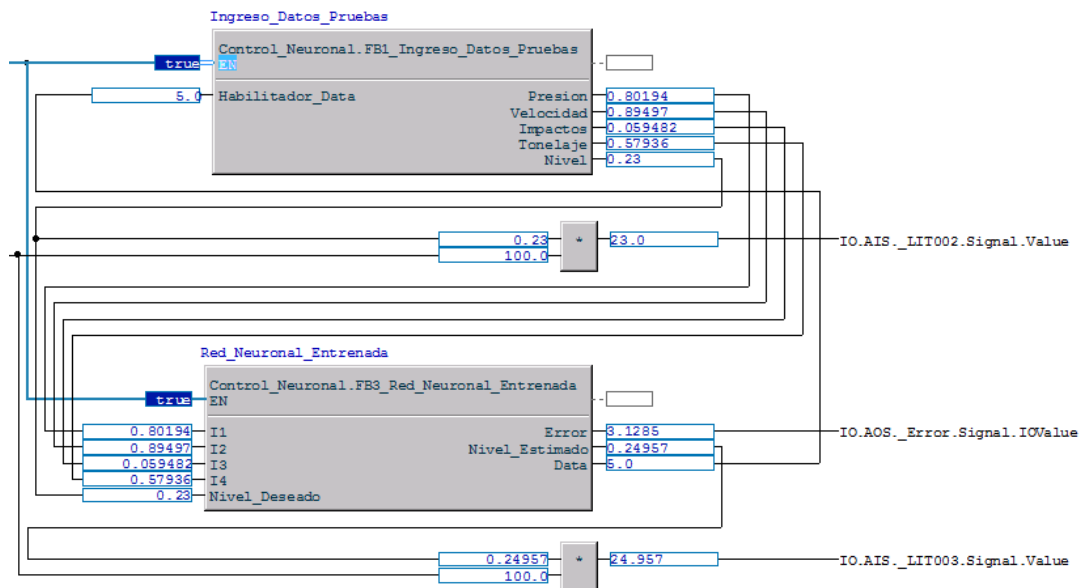 Ingreso_Datos_Pruebas
Control_Neuronal.FB1_Ingreso_Datos_Pruebas
true EN
5.0 Habilitador_Data Presion 0.80194
Velocidad 0.89497
Impactos 0.059482
Tonelaje 0.57936
Nivel 0.23
0.23 * 23.0 IO.AIS._LIT002.Signal.Value
100.0
Red_Neuronal_Entrenada
Control_Neuronal.FB3_Red_Neuronal_Entrenada
true EN
0.80194 I1 Error 3.1285 IO.AOS._Error.Signal.IOValue
0.89497 I2 Nivel_Estimado 0.24957
0.059482 I3 Data 5.0
0.57936 I4
0.23 Nivel_Deseado
0.24957 * 24.957 IO.AIS._LIT003.Signal.Value
100.0